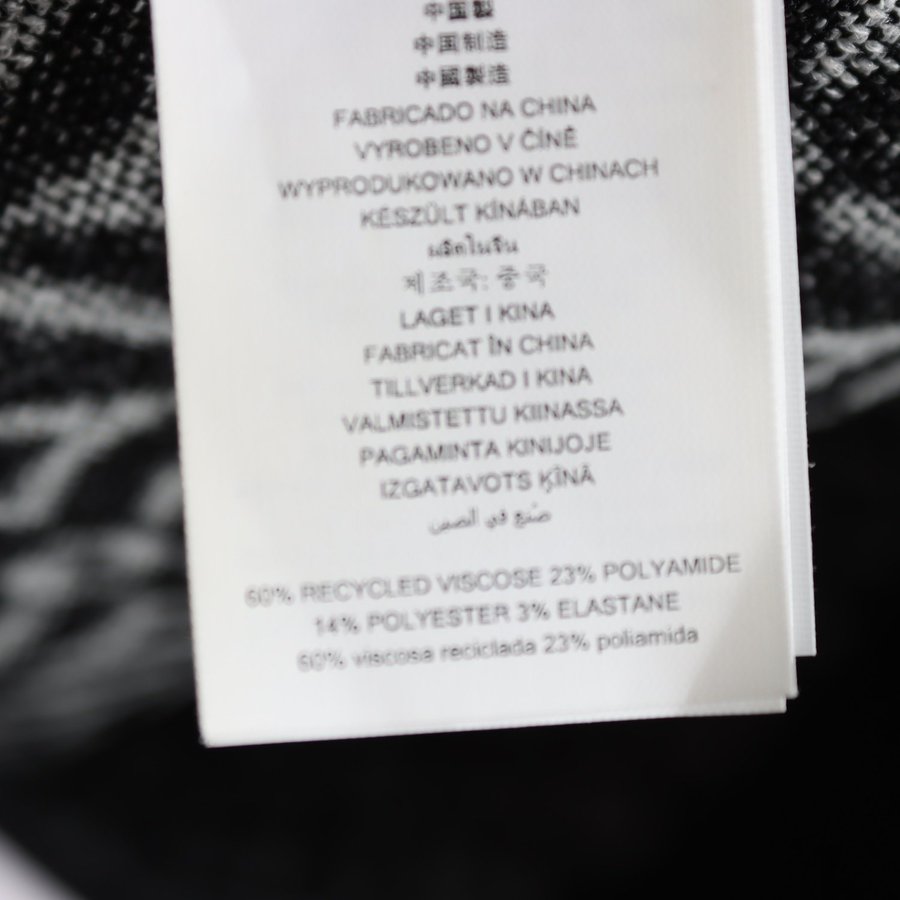 中国製
中国制造
中國製造
FABRICADO NA CHINA
VYROBENO V ČÍNĚ
WYPRODUKOWANO W CHINACH
KÉSZÜLT KÍNÁBAN
ผลิตในจีน
제조국: 중국
LAGET I KINA
FABRICAT ÎN CHINA
TILLVERKAD I KINA
VALMISTETTU KIINASSA
PAGAMINTA KINIJOJE
IZGATAVOTS ĶĪNĀ
صنع في الصين
60% RECYCLED VISCOSE 23% POLYAMIDE
14% POLYESTER 3% ELASTANE
60% viscosa reciclada 23% poliamida